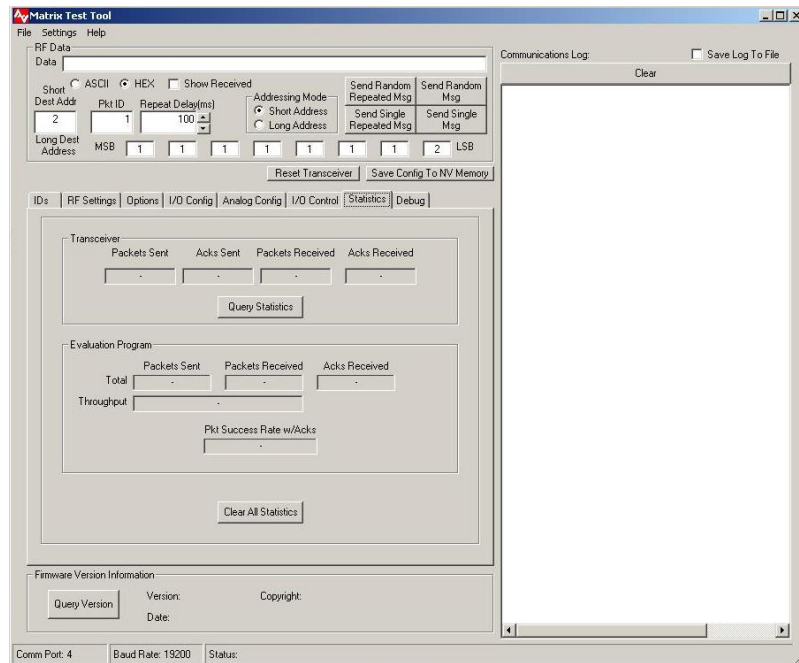 Matrix Test Tool
File Settings Help
RF Data
Data
ASCII HEX Show Received
Short Dest Addr
Pkt ID
Repeat Delay(ms)
2 1 100
Addressing Mode
Short Address
Long Address
Send Random Repeated Msg
Send Random Msg
Send Single Repeated Msg
Send Single Msg
Long Dest Address
MSB 1 1 1 1 1 1 1 2 LSB
Reset Transceiver Save Config To NV Memory
IDs RF Settings Options I/O Config Analog Config I/O Control Statistics Debug
Transceiver
Packets Sent Acks Sent Packets Received Acks Received
- - - -
Query Statistics
Evaluation Program
Packets Sent Packets Received Acks Received
Total - - -
Throughput -
Pkt Success Rate w/Acks
-
Clear All Statistics
Firmware Version Information
Query Version
Version: Copyright:
Date:
Communications Log: Save Log To File
Clear
Comm Port: 4 Baud Rate: 19200 Status: